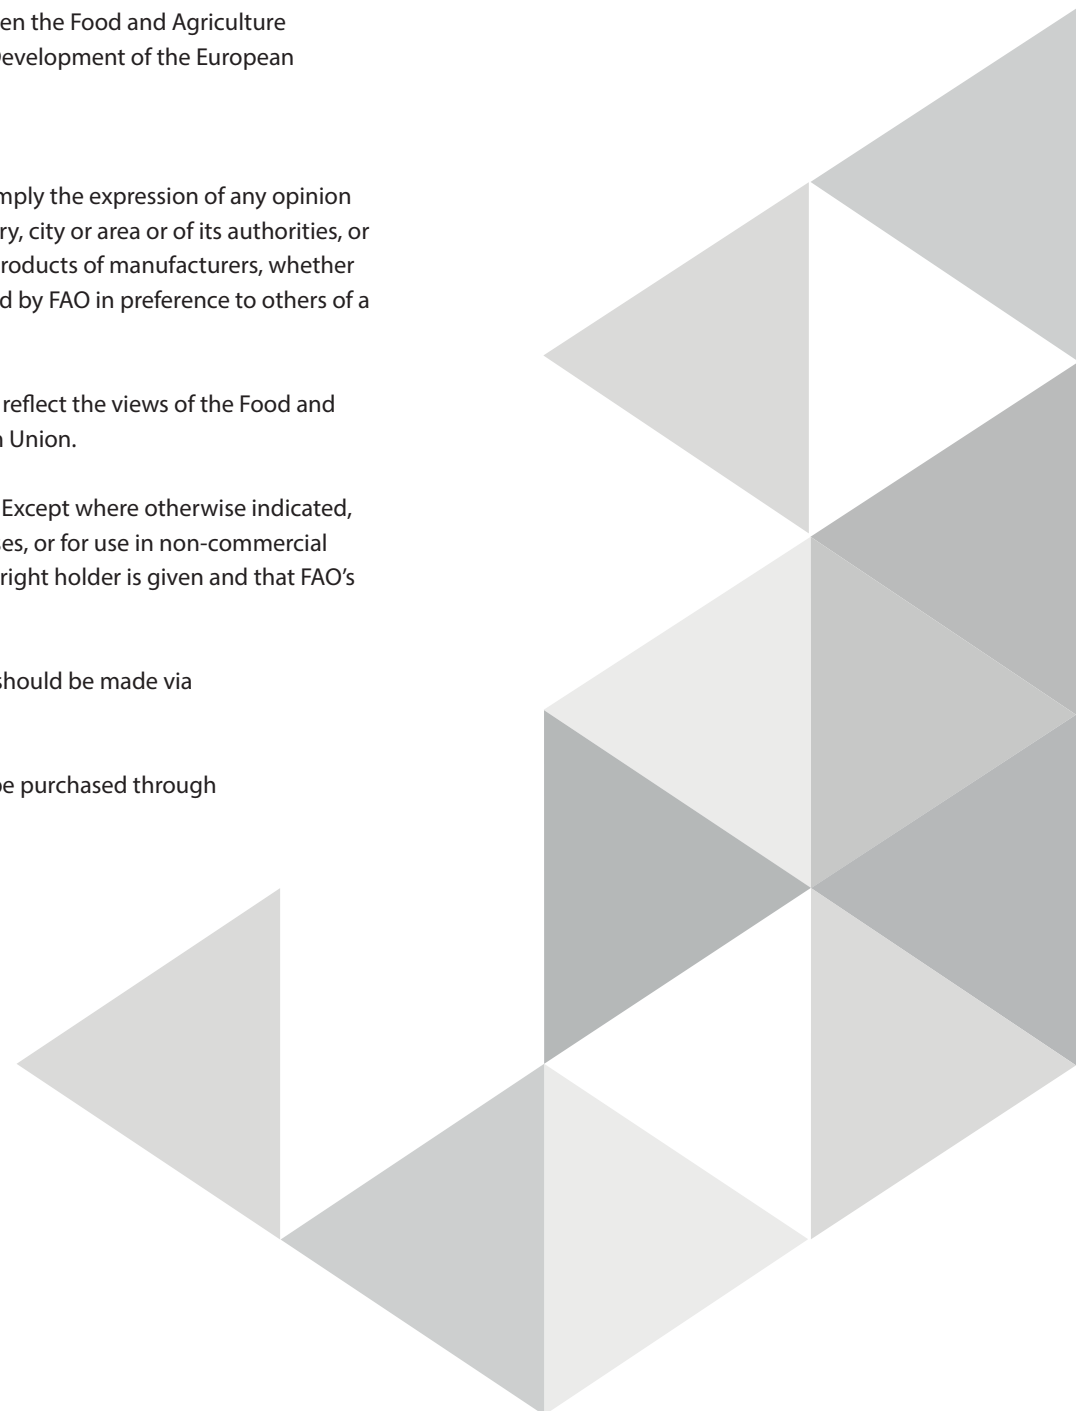 en the Food and Agriculture
Development of the European
mply the expression of any opinion
ry, city or area or of its authorities, or
products of manufacturers, whether
d by FAO in preference to others of a
reflect the views of the Food and
n Union.
Except where otherwise indicated,
ses, or for use in non-commercial
right holder is given and that FAO’s
should be made via
be purchased through